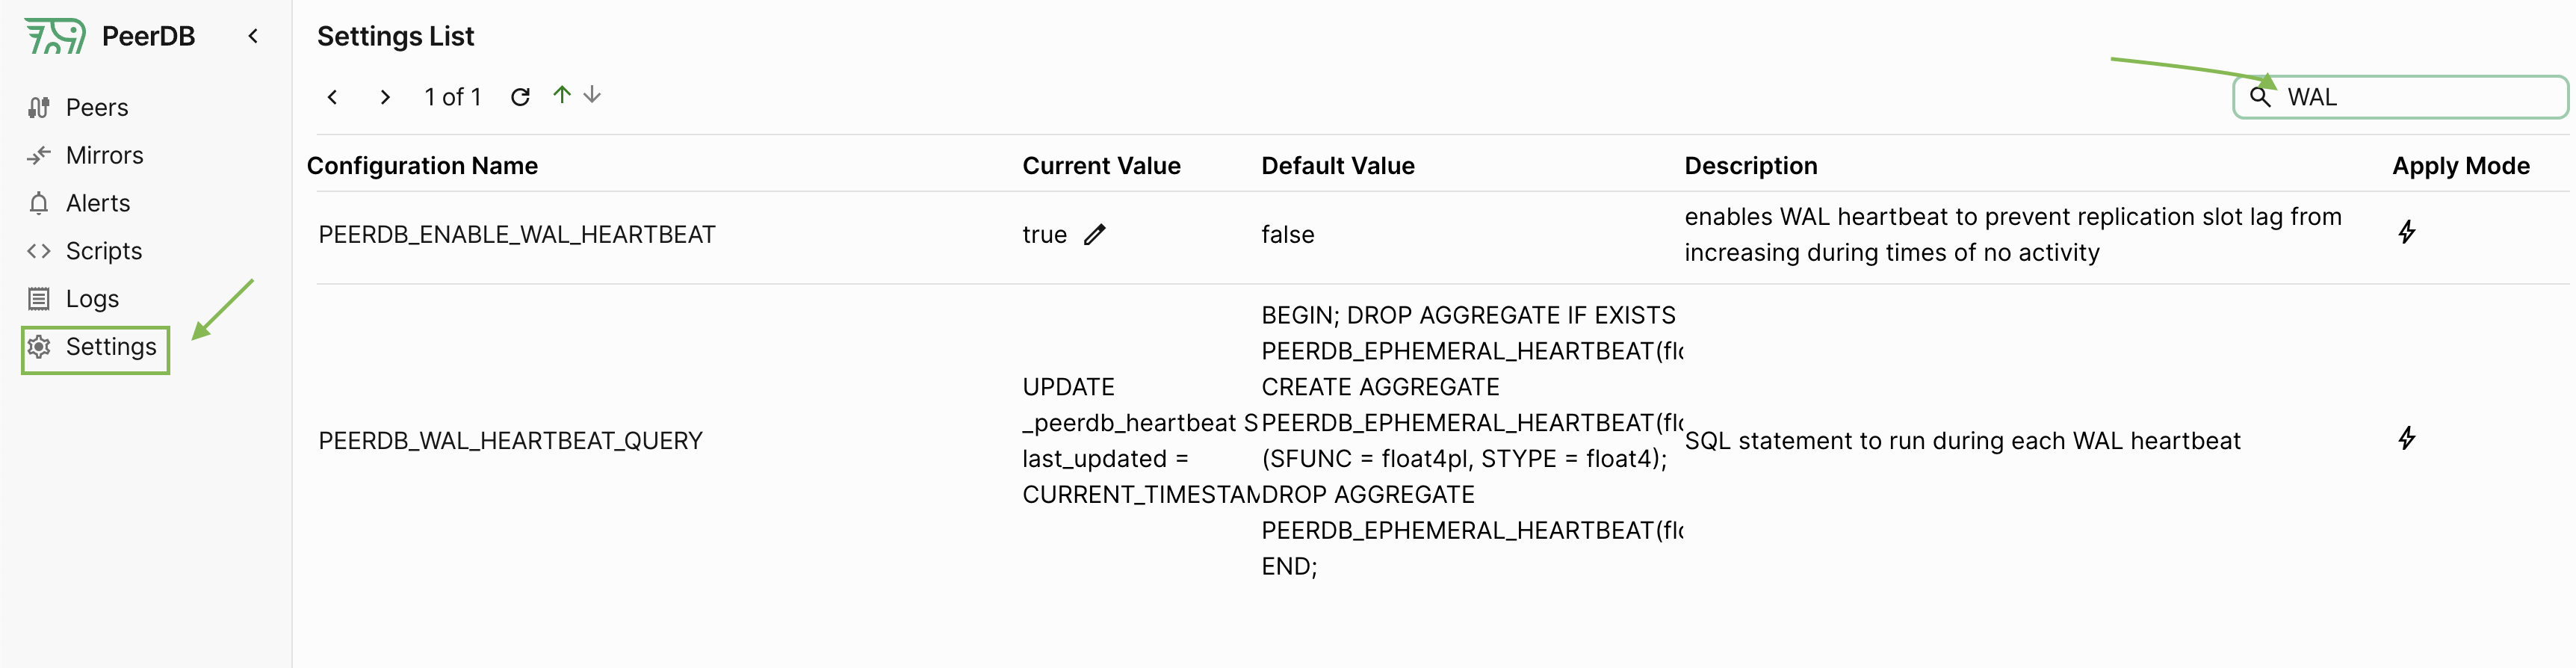 PeerDB
Peers
Mirrors
Alerts
Scripts
Logs
Settings
Settings List
1 of 1
WAL
Configuration Name Current Value Default Value Description Apply Mode
PEERDB_ENABLE_WAL_HEARTBEAT true false enables WAL heartbeat to prevent replication slot lag from
increasing during times of no activity
PEERDB_WAL_HEARTBEAT_QUERY
UPDATE
_peerdb_heartbeat S
last_updated =
CURRENT_TIMESTAM
BEGIN; DROP AGGREGATE IF EXISTS
PEERDB_EPHEMERAL_HEARTBEAT(flo
CREATE AGGREGATE
PEERDB_EPHEMERAL_HEARTBEAT(flo
(SFUNC = float4pl, STYPE = float4);
DROP AGGREGATE
PEERDB_EPHEMERAL_HEARTBEAT(flo
END;
SQL statement to run during each WAL heartbeat